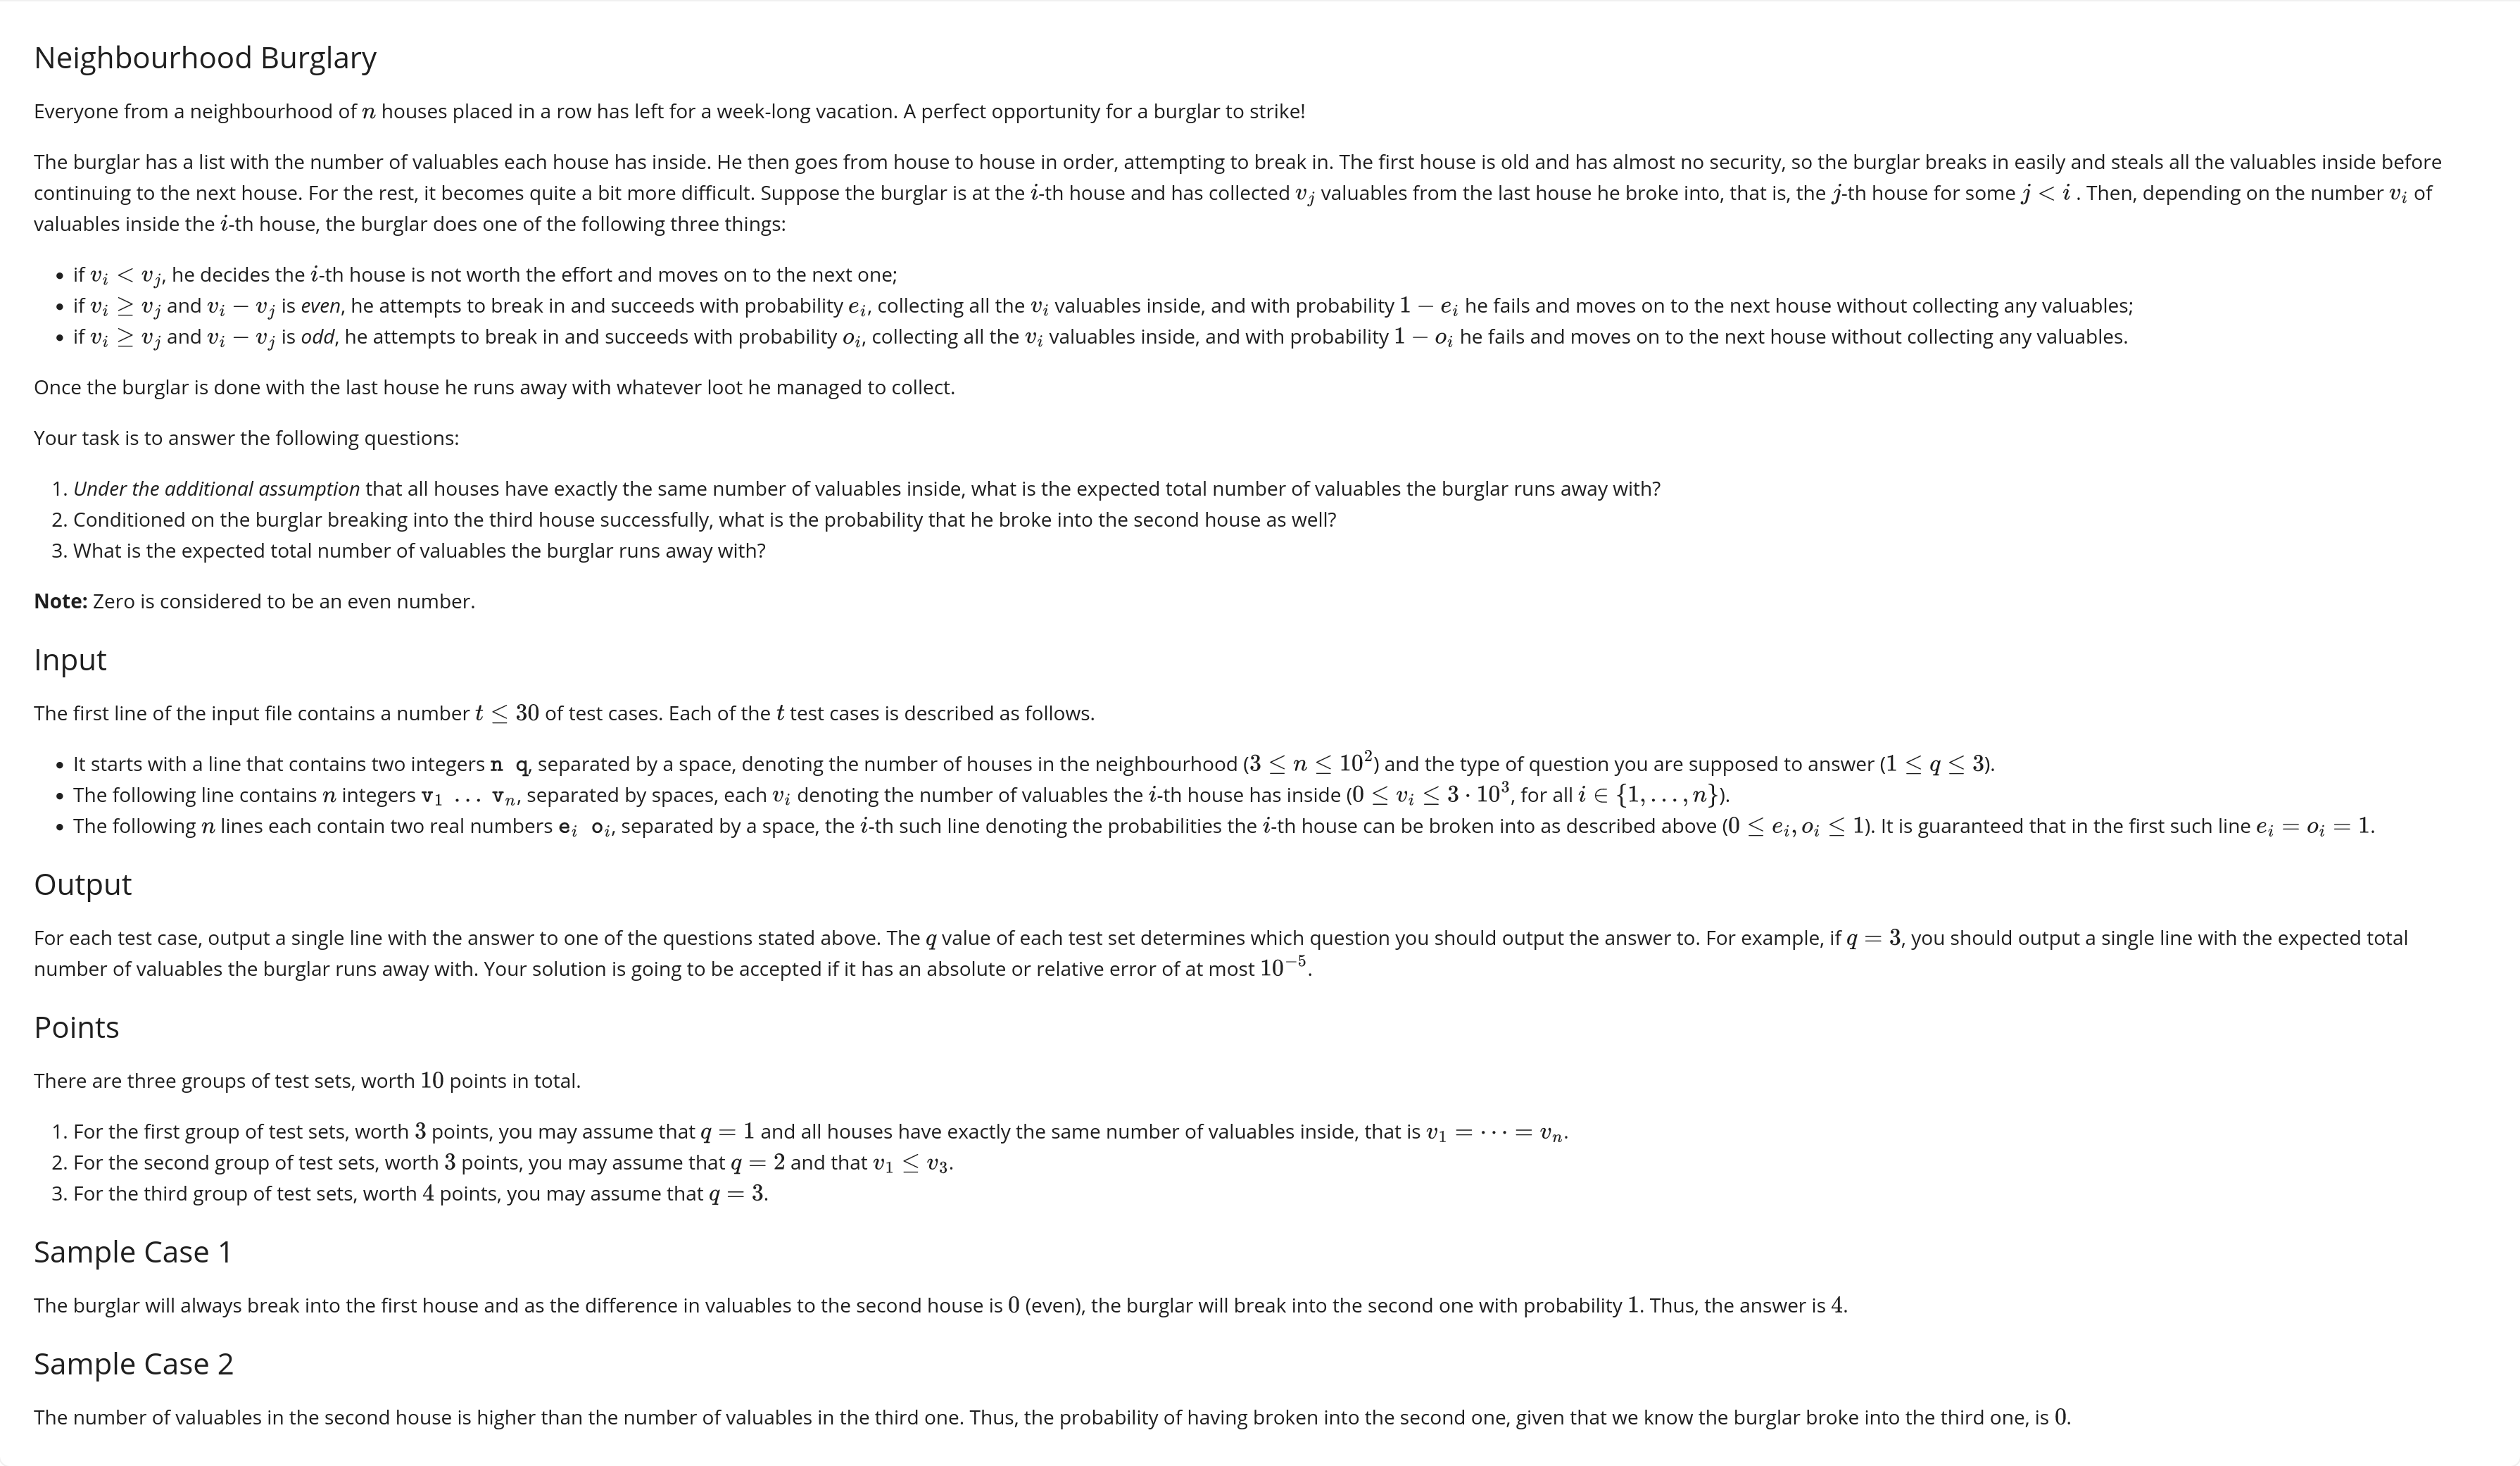 Neighbourhood Burglary
Everyone from a neighbourhood of n houses placed in a row has left for a week-long vacation. A perfect opportunity for a burglar to strike!
The burglar has a list with the number of valuables each house has inside. He then goes from house to house in order, attempting to break in. The first house is old and has almost no security, so the burglar breaks in easily and steals all the valuables inside before
continuing to the next house. For the rest, it becomes quite a bit more difficult. Suppose the burglar is at the i-th house and has collected v_j valuables from the last house he broke into, that is, the j-th house for some j < i . Then, depending on the number v_i of
valuables inside the i-th house, the burglar does one of the following three things:
• if v_i < v_j, he decides the i-th house is not worth the effort and moves on to the next one;
• if v_i ≥ v_j and v_i − v_j is even, he attempts to break in and succeeds with probability e_i, collecting all the v_i valuables inside, and with probability 1 − e_i he fails and moves on to the next house without collecting any valuables;
• if v_i ≥ v_j and v_i − v_j is odd, he attempts to break in and succeeds with probability o_i, collecting all the v_i valuables inside, and with probability 1 − o_i he fails and moves on to the next house without collecting any valuables.
Once the burglar is done with the last house he runs away with whatever loot he managed to collect.
Your task is to answer the following questions:
1. Under the additional assumption that all houses have exactly the same number of valuables inside, what is the expected total number of valuables the burglar runs away with?
2. Conditioned on the burglar breaking into the third house successfully, what is the probability that he broke into the second house as well?
3. What is the expected total number of valuables the burglar runs away with?
Note: Zero is considered to be an even number.
Input
The first line of the input file contains a number t ≤ 30 of test cases. Each of the t test cases is described as follows.
• It starts with a line that contains two integers n q, separated by a space, denoting the number of houses in the neighbourhood (3 ≤ n ≤ 10²) and the type of question you are supposed to answer (1 ≤ q ≤ 3).
• The following line contains n integers v₁ ... v_n, separated by spaces, each v_i denoting the number of valuables the i-th house has inside (0 ≤ v_i ≤ 3 · 10³, for all i ∈ {1, ..., n}).
• The following n lines each contain two real numbers e_i o_i, separated by a space, the i-th such line denoting the probabilities the i-th house can be broken into as described above (0 ≤ e_i, o_i ≤ 1). It is guaranteed that in the first such line e_i = o_i = 1.
Output
For each test case, output a single line with the answer to one of the questions stated above. The q value of each test set determines which question you should output the answer to. For example, if q = 3, you should output a single line with the expected total
number of valuables the burglar runs away with. Your solution is going to be accepted if it has an absolute or relative error of at most 10⁻⁵.
Points
There are three groups of test sets, worth 10 points in total.
1. For the first group of test sets, worth 3 points, you may assume that q = 1 and all houses have exactly the same number of valuables inside, that is v₁ = ⋯ = v_n.
2. For the second group of test sets, worth 3 points, you may assume that q = 2 and that v₁ ≤ v₃.
3. For the third group of test sets, worth 4 points, you may assume that q = 3.
Sample Case 1
The burglar will always break into the first house and as the difference in valuables to the second house is 0 (even), the burglar will break into the second one with probability 1. Thus, the answer is 4.
Sample Case 2
The number of valuables in the second house is higher than the number of valuables in the third one. Thus, the probability of having broken into the second one, given that we know the burglar broke into the third one, is 0.